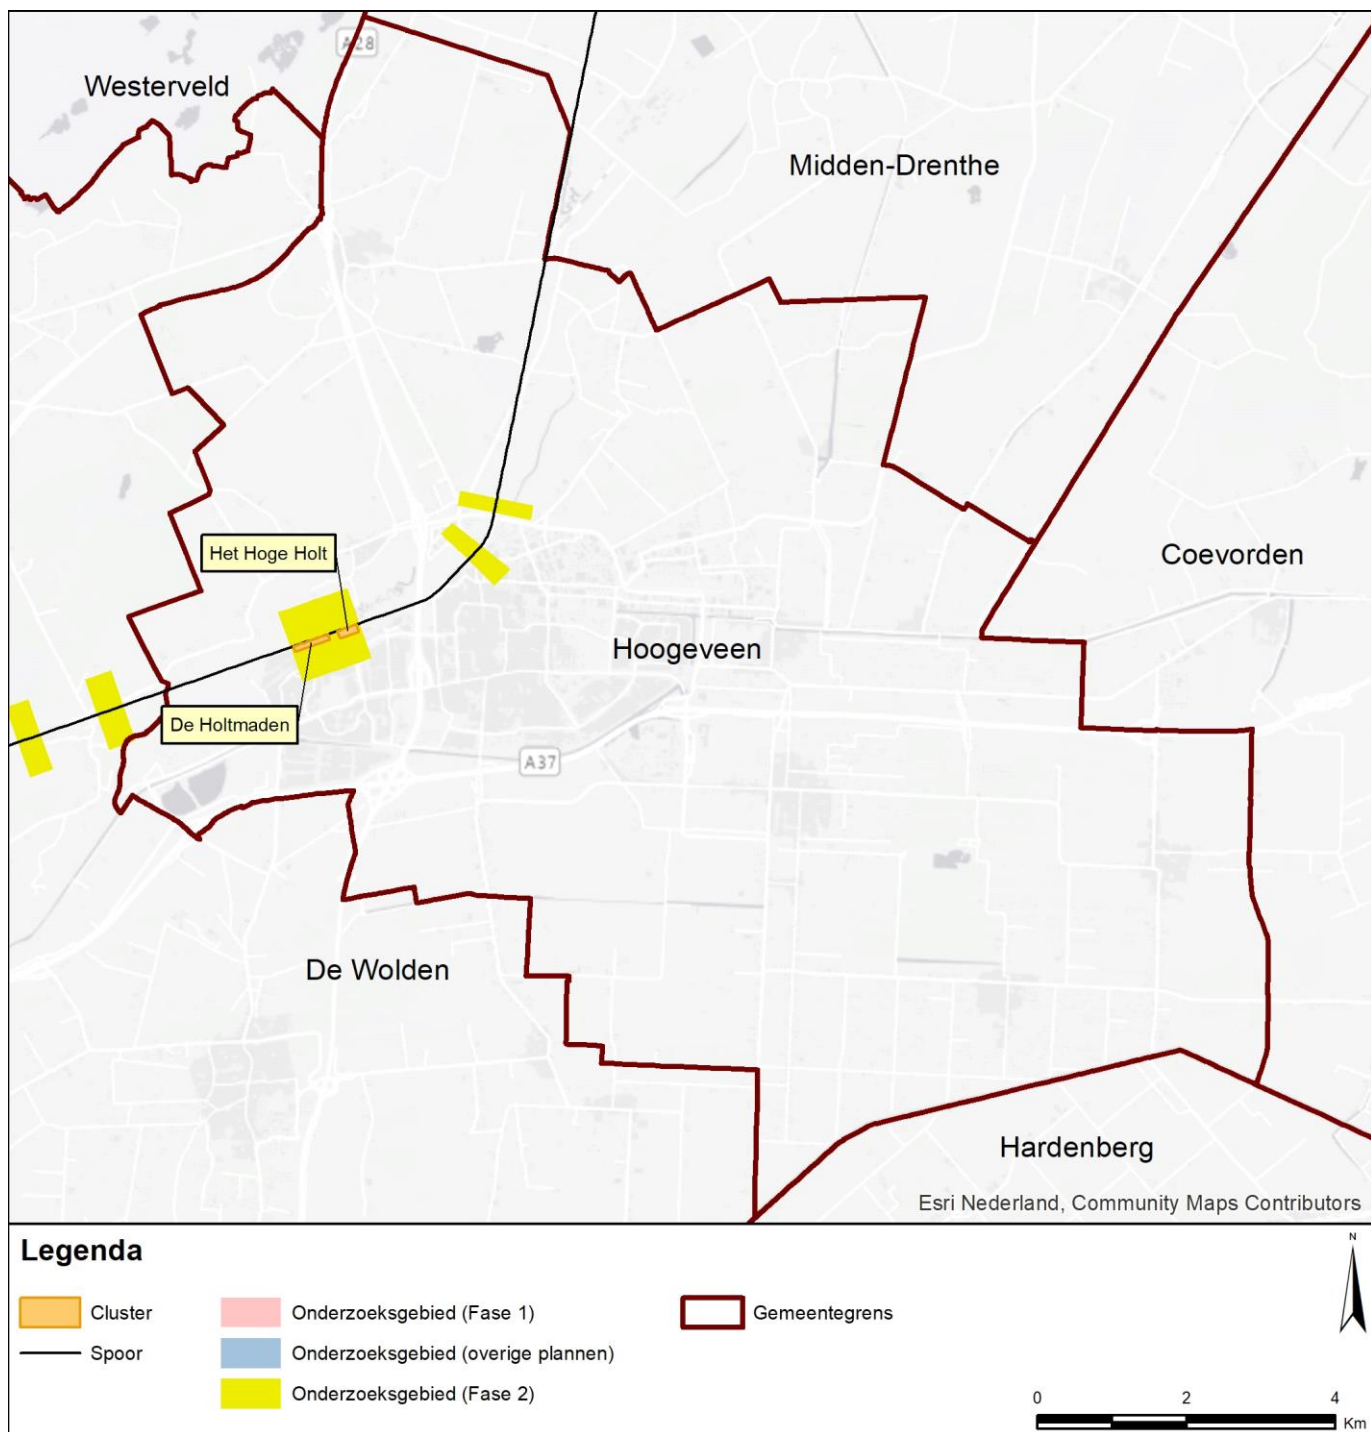 A28
Westerveld
Midden-Drenthe
Het Hoge Holt
Coevorden
Hoogeveen
De Holtmaden
A37
De Wolden
Hardenberg
Esri Nederland, Community Maps Contributors
Legenda
N
Cluster
Onderzoeksgebied (Fase 1)
Gemeentegrens
Spoor
Onderzoeksgebied (overige plannen)
Onderzoeksgebied (Fase 2)
0 2 4
Km